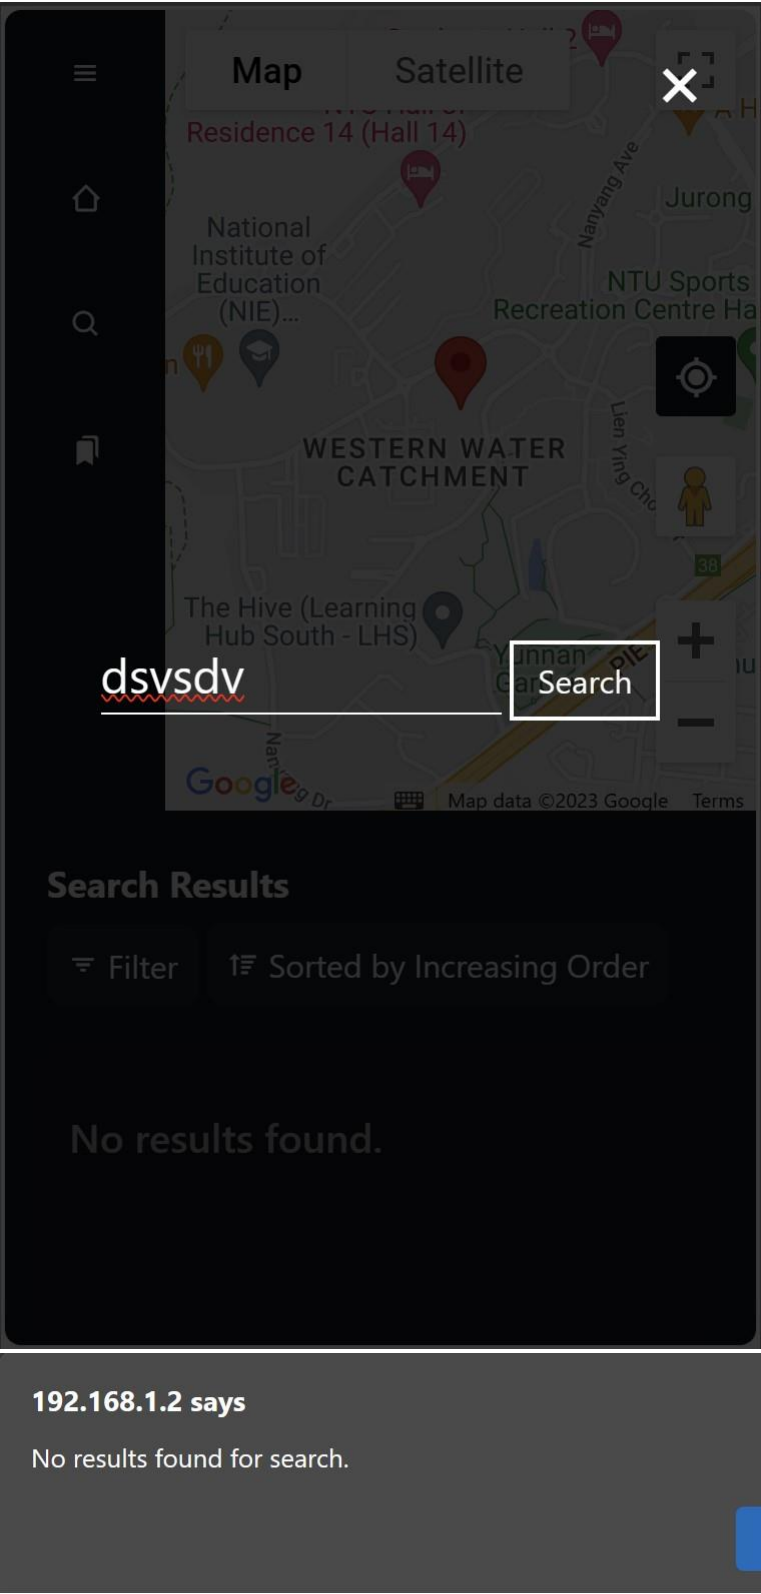 Map
Satellite
Residence 14 (Hall 14)
Nanyang Ave
Jurong
National
Institute of
Education
(NIE)...
NTU Sports
Recreation Centre Ha
WESTERN WATER
CATCHMENT
Lien Ying Cho
38
The Hive (Learning
Hub South - LHS)
Yunnan
PIE
dsvsdv
Search
Google
Map data ©2023 Google
Terms
Search Results
Filter
Sorted by Increasing Order
No results found.
192.168.1.2 says
No results found for search.